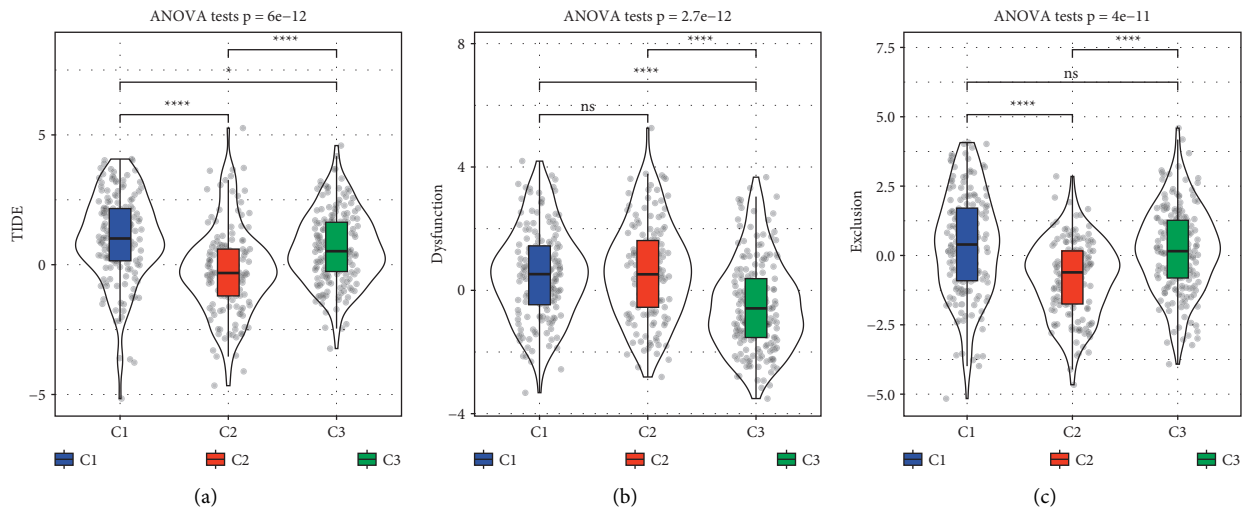 ANOVA tests p = 6e−12
****
*
****
TIDE
5
0
−5
C1 C2 C3
C1 C2 C3
(a)
ANOVA tests p = 2.7e−12
****
****
ns
Dysfunction
8
4
0
−4
C1 C2 C3
C1 C2 C3
(b)
ANOVA tests p = 4e−11
****
ns
****
Exclusion
7.5
5.0
2.5
0.0
−2.5
−5.0
C1 C2 C3
C1 C2 C3
(c)